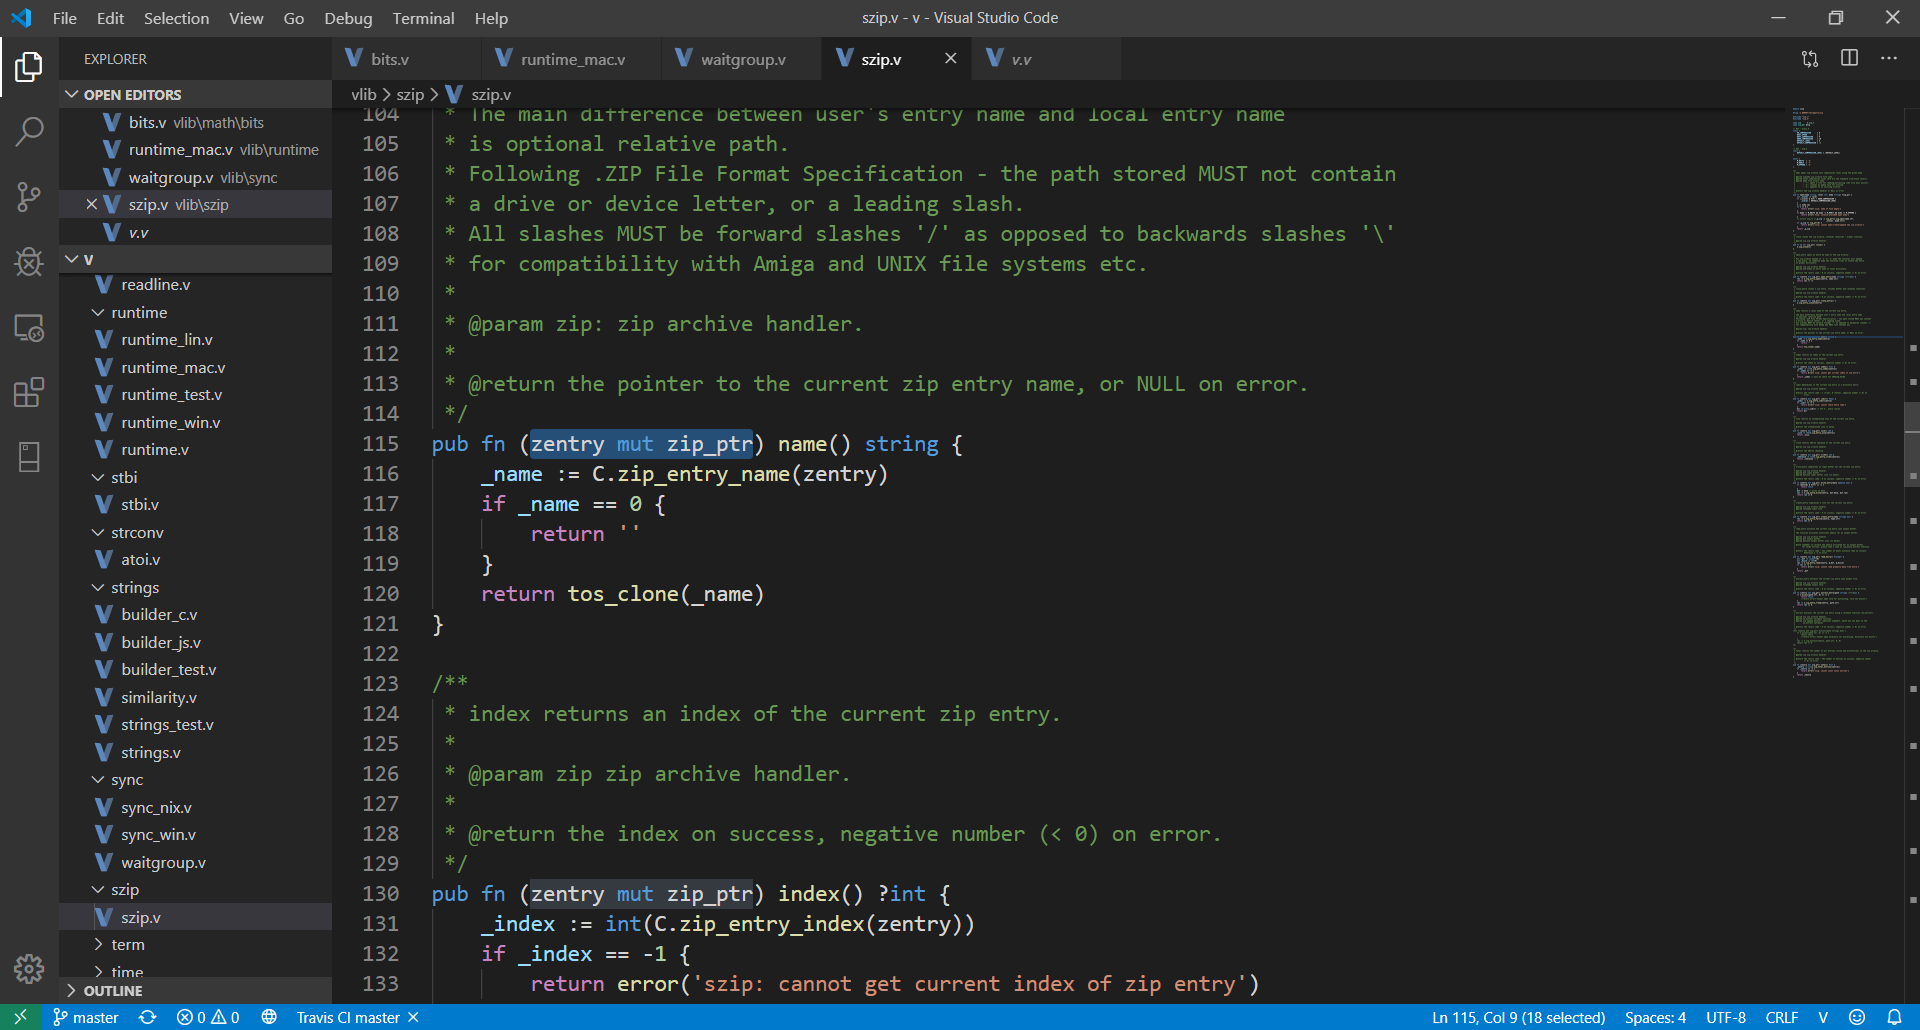 File Edit Selection View Go Debug Terminal Help
szip.v - v - Visual Studio Code
EXPLORER
OPEN EDITORS
bits.v vlib\math\bits
runtime_mac.v vlib\runtime
waitgroup.v vlib\sync
szip.v vlib\szip
v.v
V
readline.v
runtime
runtime_lin.v
runtime_mac.v
runtime_test.v
runtime_win.v
runtime.v
stbi
stbi.v
strconv
atoi.v
strings
builder_c.v
builder_js.v
builder_test.v
similarity.v
strings_test.v
strings.v
sync
sync_nix.v
sync_win.v
waitgroup.v
szip
szip.v
term
time
OUTLINE
bits.v runtime_mac.v waitgroup.v szip.v v.v
vlib > szip > szip.v
104 * The main difference between user's entry name and local entry name
105 * is optional relative path.
106 * Following .ZIP File Format Specification - the path stored MUST not contain
107 * a drive or device letter, or a leading slash.
108 * All slashes MUST be forward slashes '/' as opposed to backwards slashes '\'
109 * for compatibility with Amiga and UNIX file systems etc.
110 *
111 * @param zip: zip archive handler.
112 *
113 * @return the pointer to the current zip entry name, or NULL on error.
114 */
115 pub fn (zentry mut zip_ptr) name() string {
116 _name := C.zip_entry_name(zentry)
117 if _name == 0 {
118 return ''
119 }
120 return tos_clone(_name)
121 }
122
123 /**
124 * index returns an index of the current zip entry.
125 *
126 * @param zip zip archive handler.
127 *
128 * @return the index on success, negative number (< 0) on error.
129 */
130 pub fn (zentry mut zip_ptr) index() ?int {
131 _index := int(C.zip_entry_index(zentry))
132 if _index == -1 {
133 return error('szip: cannot get current index of zip entry')
master 0 0 Travis CI master Ln 115, Col 9 (18 selected) Spaces: 4 UTF-8 CRLF V